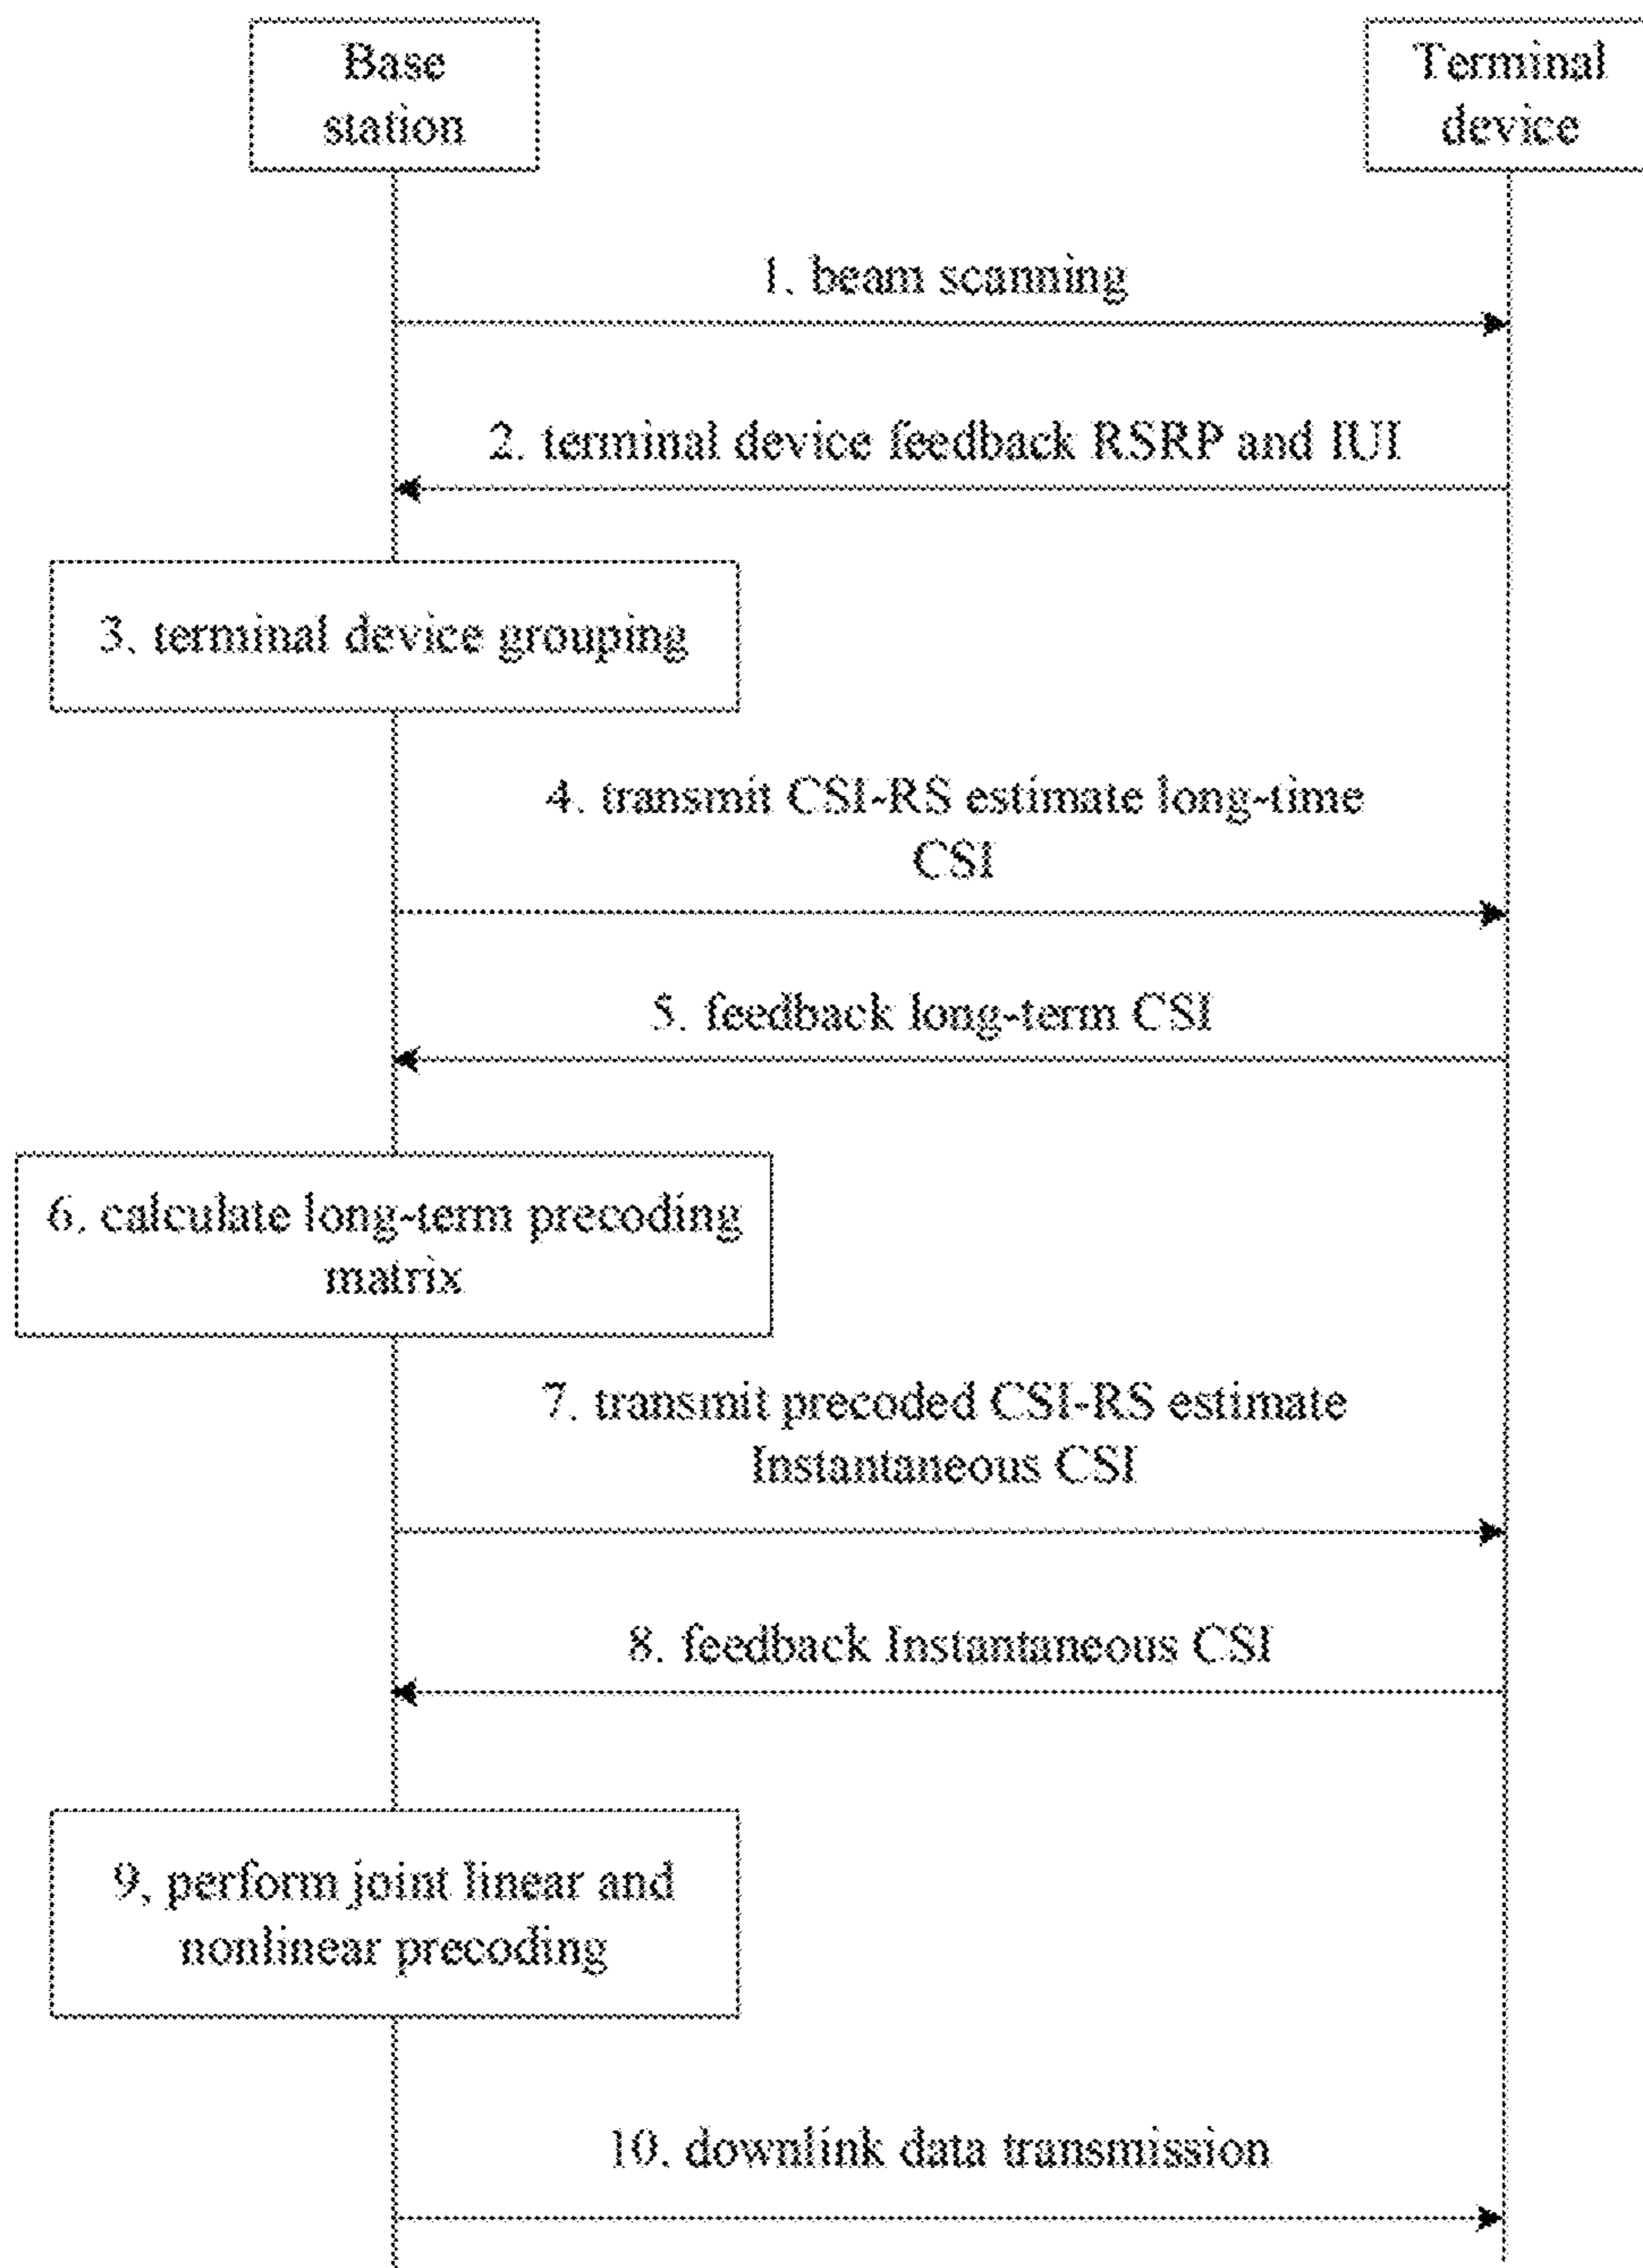 Base
station
Terminal
device
1. beam scanning
2. terminal device feedback RSRP and IUI
3. terminal device grouping
4. transmit CSI-RS estimate long-time
CSI
5. feedback long-term CSI
6. calculate long-term precoding
matrix
7. transmit precoded CSI-RS estimate
Instantaneous CSI
8. feedback Instantaneous CSI
9, perform joint linear and
nonlinear precoding
10. downlink data transmission